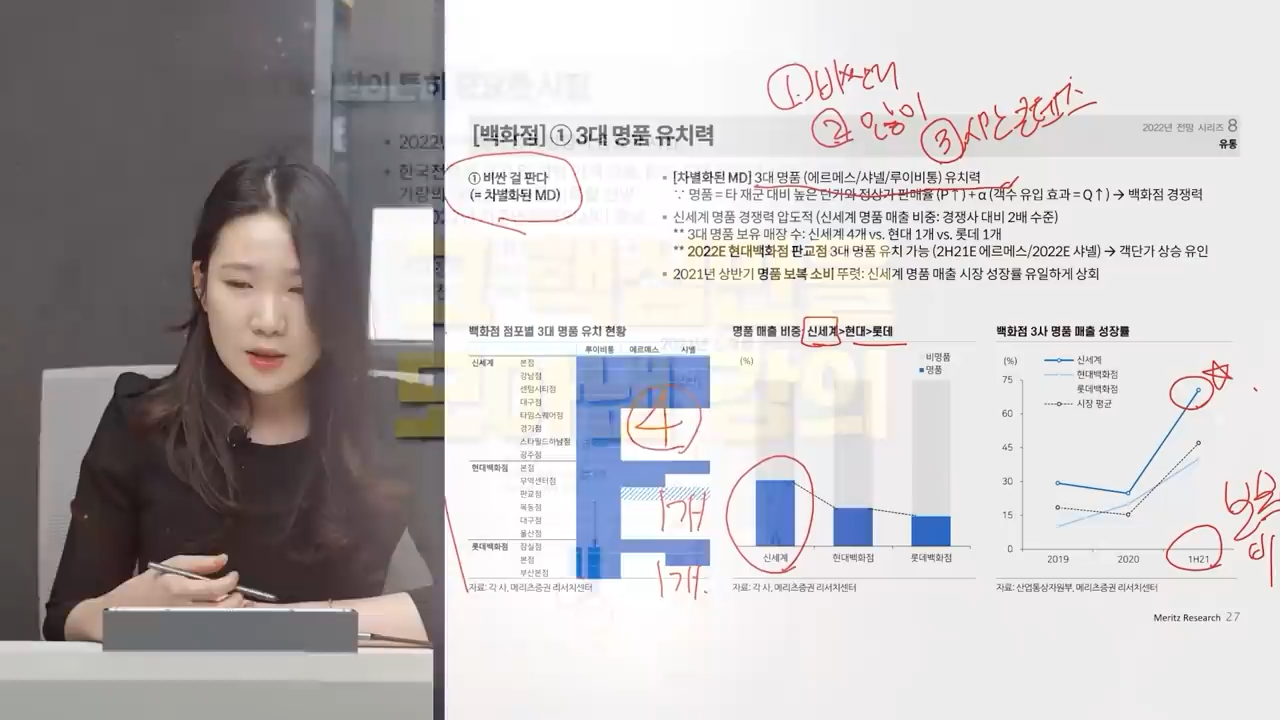 ① 비싼거
② 많이
[백화점] ① 3대 명품 유치력
2022년 전망 시리즈 8
유통
① 비싼 걸 판다
(= 차별화된 MD)
[차별화된 MD] 3대 명품 (에르메스/샤넬/루이비통) 유치력
∵ 명품 = 타 재군 대비 높은 단가와 정상가 판매율 (P↑) + α (객수 유입 효과 = Q↑) → 백화점 경쟁력
신세계 명품 경쟁력 압도적 (신세계 명품 매출 비중: 경쟁사 대비 2배 수준)
** 3대 명품 보유 매장 수: 신세계 4개 vs. 현대 1개 vs. 롯데 1개
** 2022E 현대백화점 판교점 3대 명품 유치 가능 (2H21E 에르메스/2022E 샤넬) → 객단가 상승 유인
2021년 상반기 명품 보복 소비 뚜렷: 신세계 명품 매출 시장 성장률 유일하게 상회
백화점 점포별 3대 명품 유치 현황
루이비통 에르메스 샤넬
신세계 본점
강남점
센텀시티점
대구점
타임스퀘어점
경기점
스타필드하남점
광주점
현대백화점 본점
무역센터점
판교점
목동점
대구점
울산점
롯데백화점 잠실점
본점
부산본점
4
1개
1개.
자료: 각 사, 메리츠증권 리서치센터
명품 매출 비중: 신세계>현대>롯데
(%)
비명품
명품
신세계 현대백화점 롯데백화점
자료: 각 사, 메리츠증권 리서치센터
백화점 3사 명품 매출 성장률
(%)
신세계
현대백화점
롯데백화점
시장 평균
75
60
45
30
15
0
2019 2020 1H21
자료: 산업통상자원부, 메리츠증권 리서치센터
Meritz Research 27